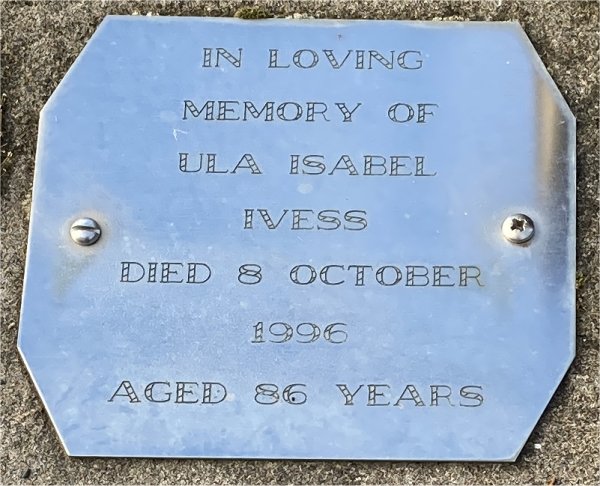 IN LOVING
MEMORY OF
ULA ISABEL
IVESS
DIED 8 OCTOBER
1996
AGED 86 YEARS